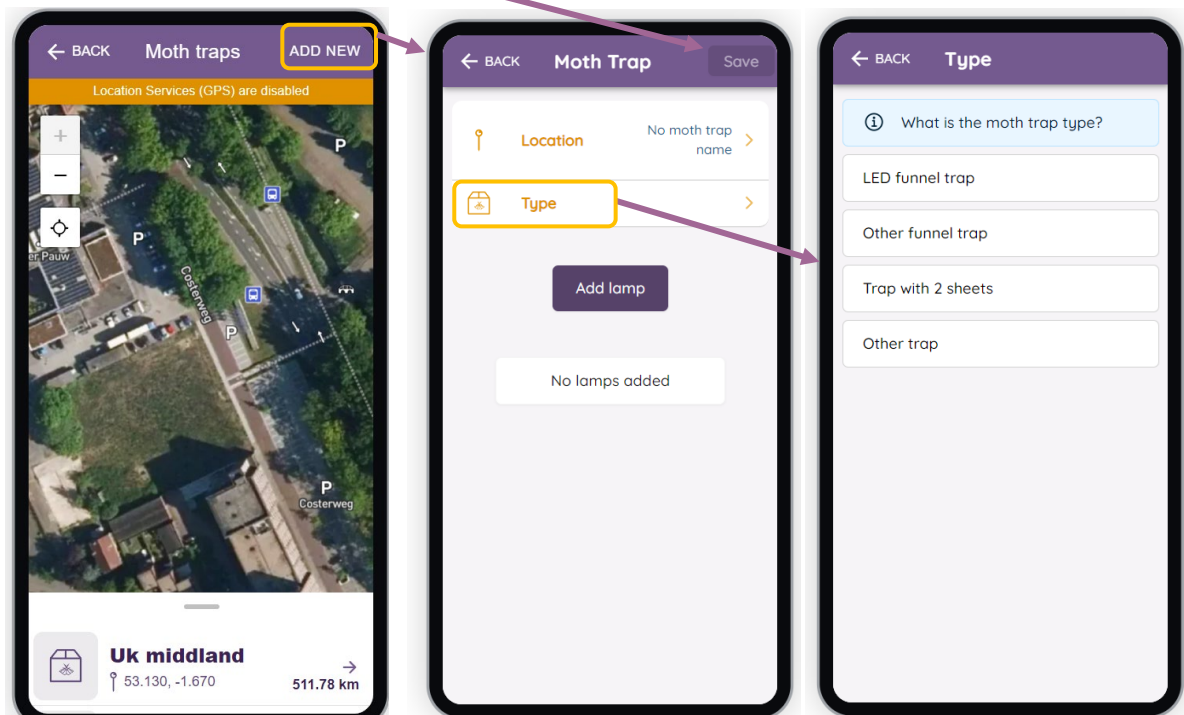 ← BACK Moth traps ADD NEW
Location Services (GPS) are disabled
+
−
P
P
er Pauw
Costerweg
P
P
Costerweg
Uk middland
53.130, -1.670
→
511.78 km
← BACK Moth Trap Save
Location No moth trap name >
Type >
Add lamp
No lamps added
← BACK Type
What is the moth trap type?
LED funnel trap
Other funnel trap
Trap with 2 sheets
Other trap